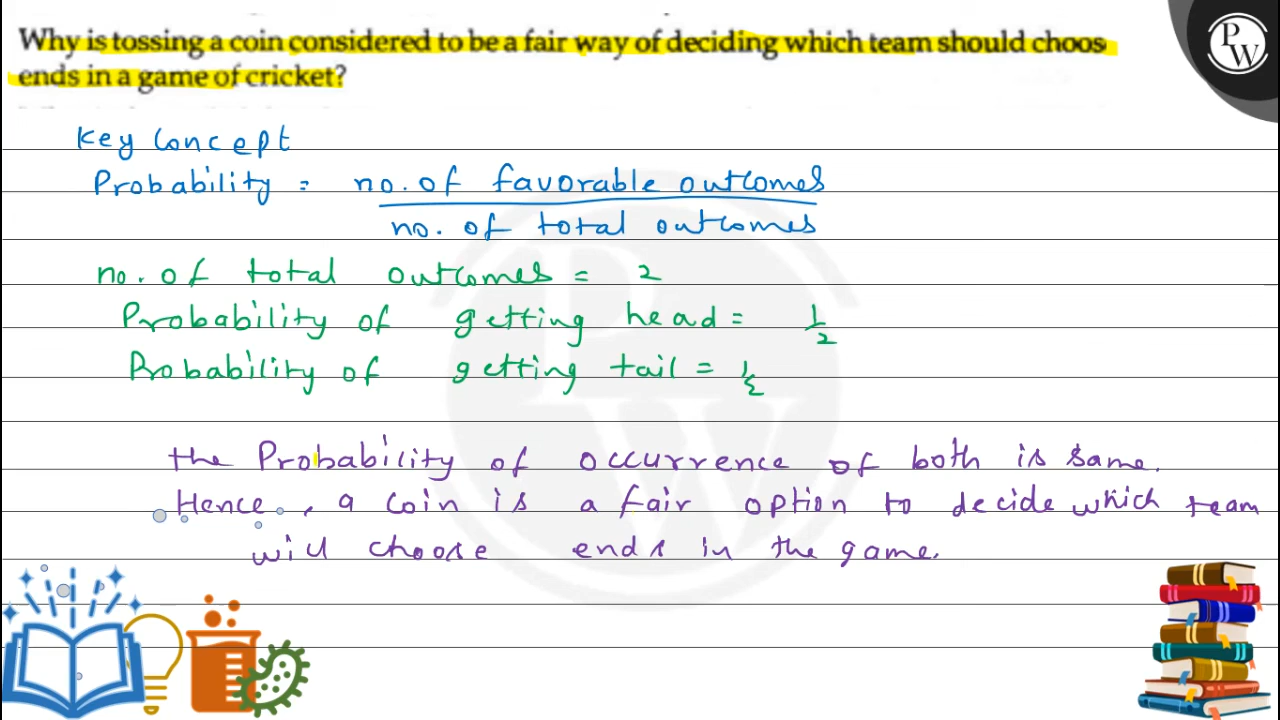 Why is tossing a coin considered to be a fair way of deciding which team should choos
ends in a game of cricket?
PW
Key Concept
Probability = no. of favorable outcomes
no. of total outcomes
no. of total outcomes = 2
Probability of getting head = 1/2
Probability of getting tail = 1/2
the Probability of occurrence of both is same.
Hence, a coin is a fair option to decide which team
will choose ends in the game.